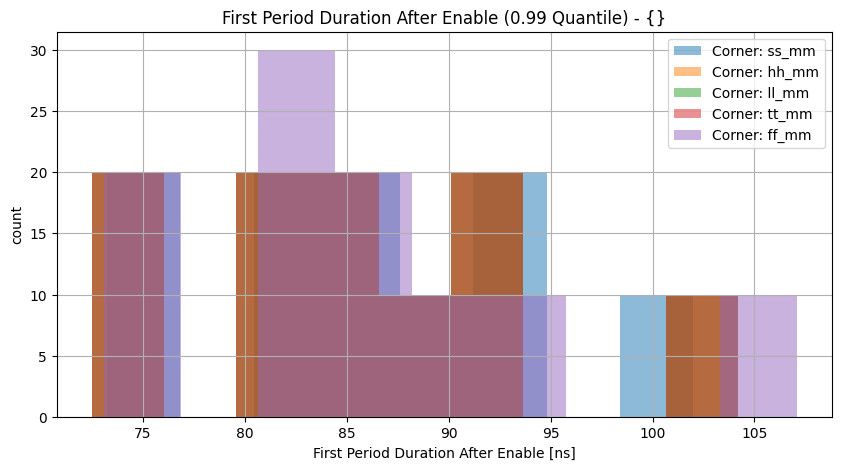 First Period Duration After Enable (0.99 Quantile) - {}
Corner: ss_mm
Corner: hh_mm
Corner: ll_mm
Corner: tt_mm
Corner: ff_mm
count
30
25
20
15
10
5
0
75
80
85
90
95
100
105
First Period Duration After Enable [ns]